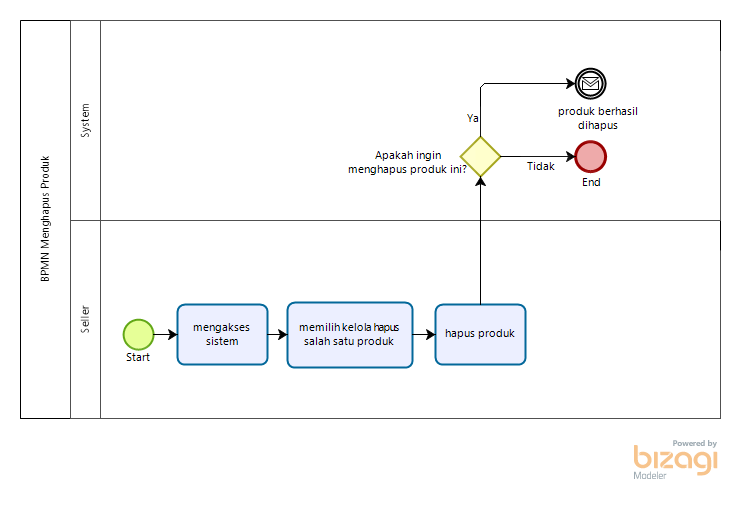 BPMN Menghapus Produk
System
Ya
produk berhasil
dihapus
Apakah ingin
menghapus produk ini?
Tidak
End
Seller
Start
mengakses
sistem
memilih kelola hapus
salah satu produk
hapus produk
Powered by
bizagi
Modeler